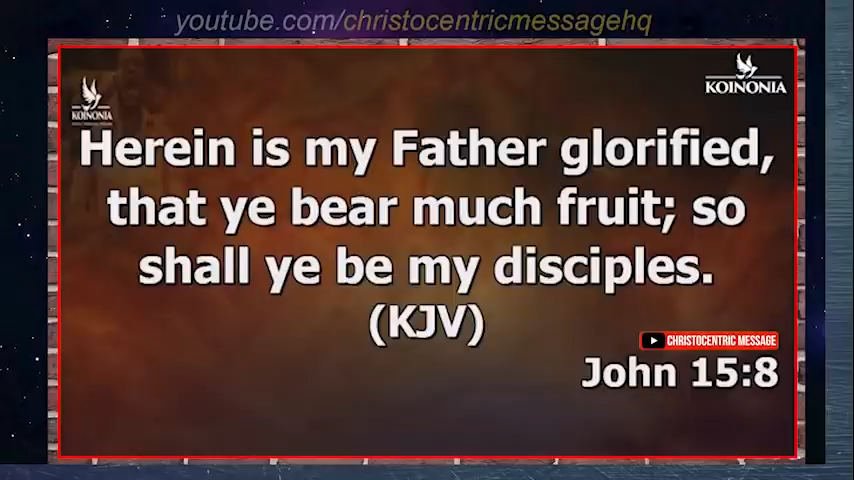 youtube.com/christocentricmessagehq
KOINONIA
KOINONIA
Herein is my Father glorified,
that ye bear much fruit; so
shall ye be my disciples.
(KJV)
CHRISTOCENTRIC MESSAGE
John 15:8